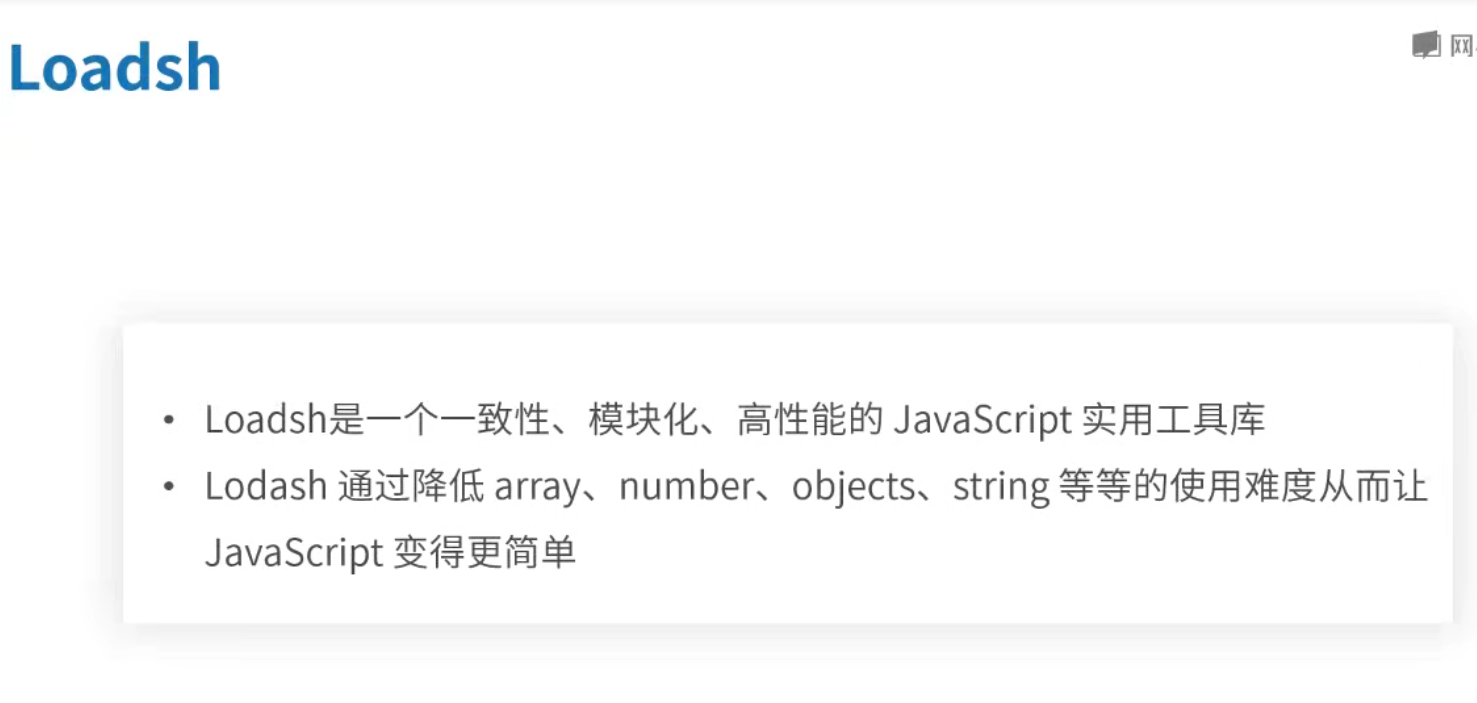 Loadsh
网
• Loadsh是一个一致性、模块化、高性能的 JavaScript 实用工具库
• Lodash 通过降低 array、number、objects、string 等等的使用难度从而让
JavaScript 变得更简单